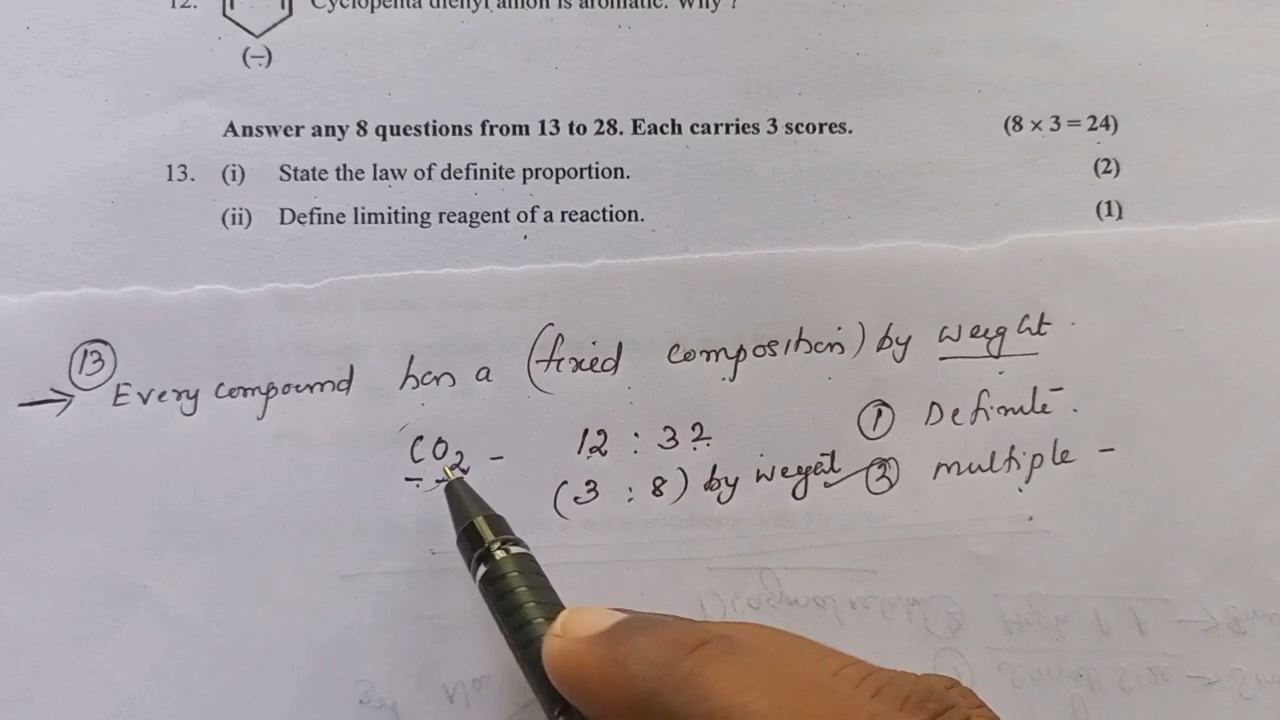 12. Cyclopenta dienyl anion is aromatic. Why ?
(–)
Answer any 8 questions from 13 to 28. Each carries 3 scores. (8 × 3 = 24)
13. (i) State the law of definite proportion. (2)
(ii) Define limiting reagent of a reaction. (1)
13
→ Every compound has a (fixed composition) by weight.
CO2 – 12 : 32 ① Definite –.
(3 : 8) by weight ② multiple –